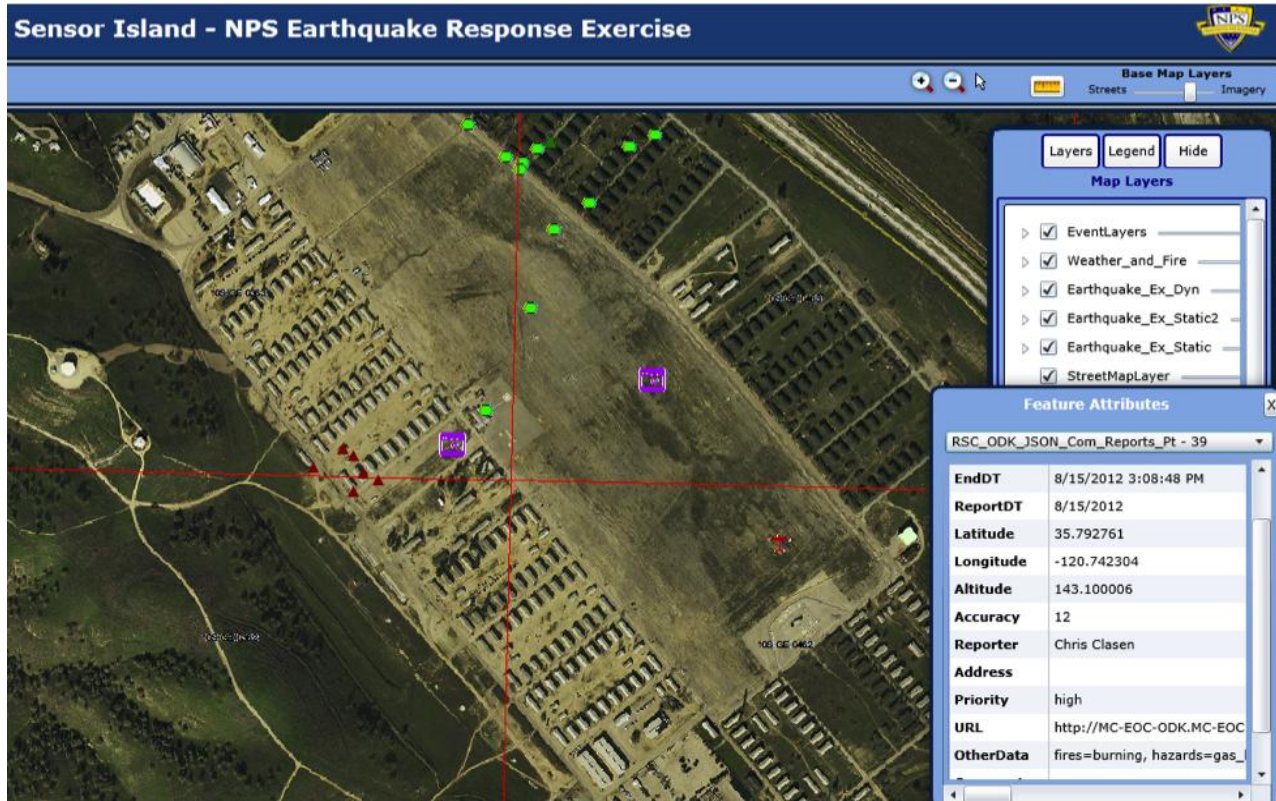 Sensor Island - NPS Earthquake Response Exercise
NPS
Base Map Layers
Streets Imagery
Layers Legend Hide
Map Layers
EventLayers
Weather_and_Fire
Earthquake_Ex_Dyn
Earthquake_Ex_Static2
Earthquake_Ex_Static
StreetMapLayer
Feature Attributes X
RSC_ODK_JSON_Com_Reports_Pt - 39
EndDT 8/15/2012 3:08:48 PM
ReportDT 8/15/2012
Latitude 35.792761
Longitude -120.742304
Altitude 143.100006
Accuracy 12
Reporter Chris Clasen
Address
Priority high
URL http://MC-EOC-ODK.MC-EOC
OtherData fires=burning, hazards=gas_